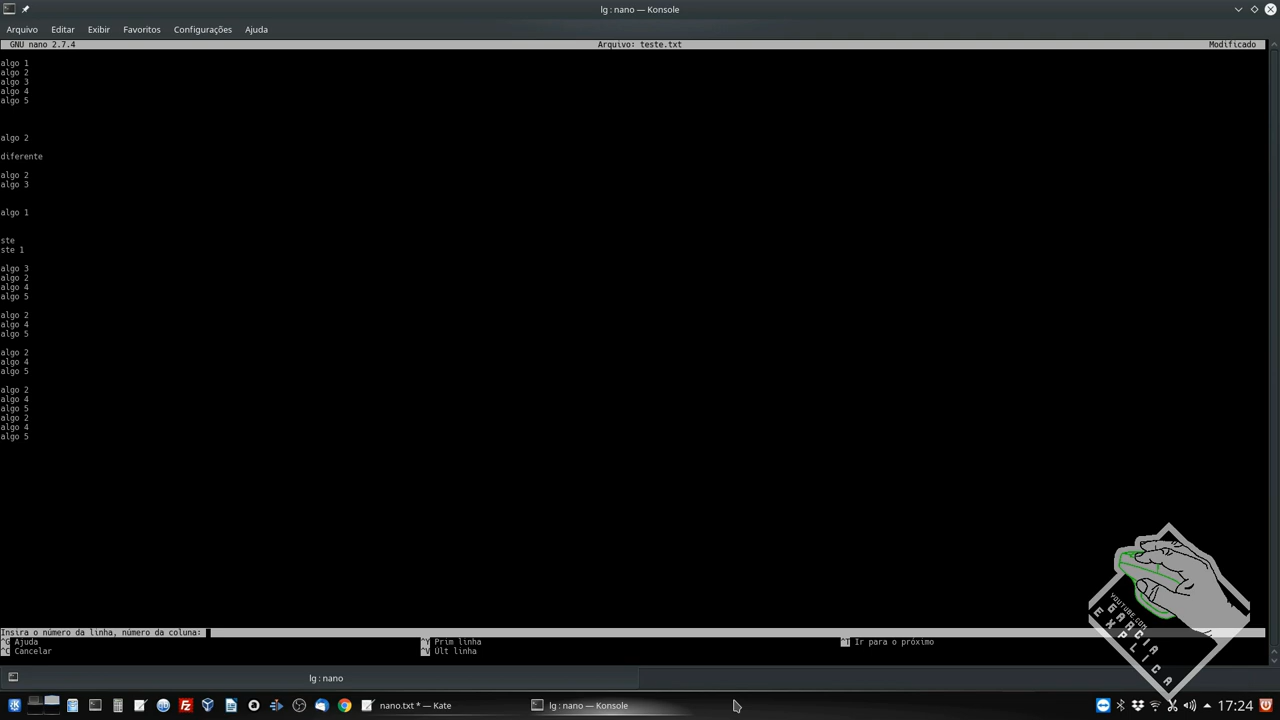 lg : nano — Konsole
Arquivo Editar Exibir Favoritos Configurações Ajuda
GNU nano 2.7.4 Arquivo: teste.txt Modificado
algo 1
algo 2
algo 3
algo 4
algo 5
algo 2
diferente
algo 2
algo 3
algo 1
ste
ste 1
algo 3
algo 2
algo 4
algo 5
algo 2
algo 4
algo 5
algo 2
algo 4
algo 5
algo 2
algo 4
algo 5
algo 2
algo 4
algo 5
Insira o número da linha, número da coluna:
^G Ajuda ^Y Prim linha ^T Ir para o próximo
^C Cancelar ^V Últ linha
YOUTUBE.COM
GARCIA
EXPLICA
lg : nano
nano.txt * — Kate lg : nano — Konsole 17:24